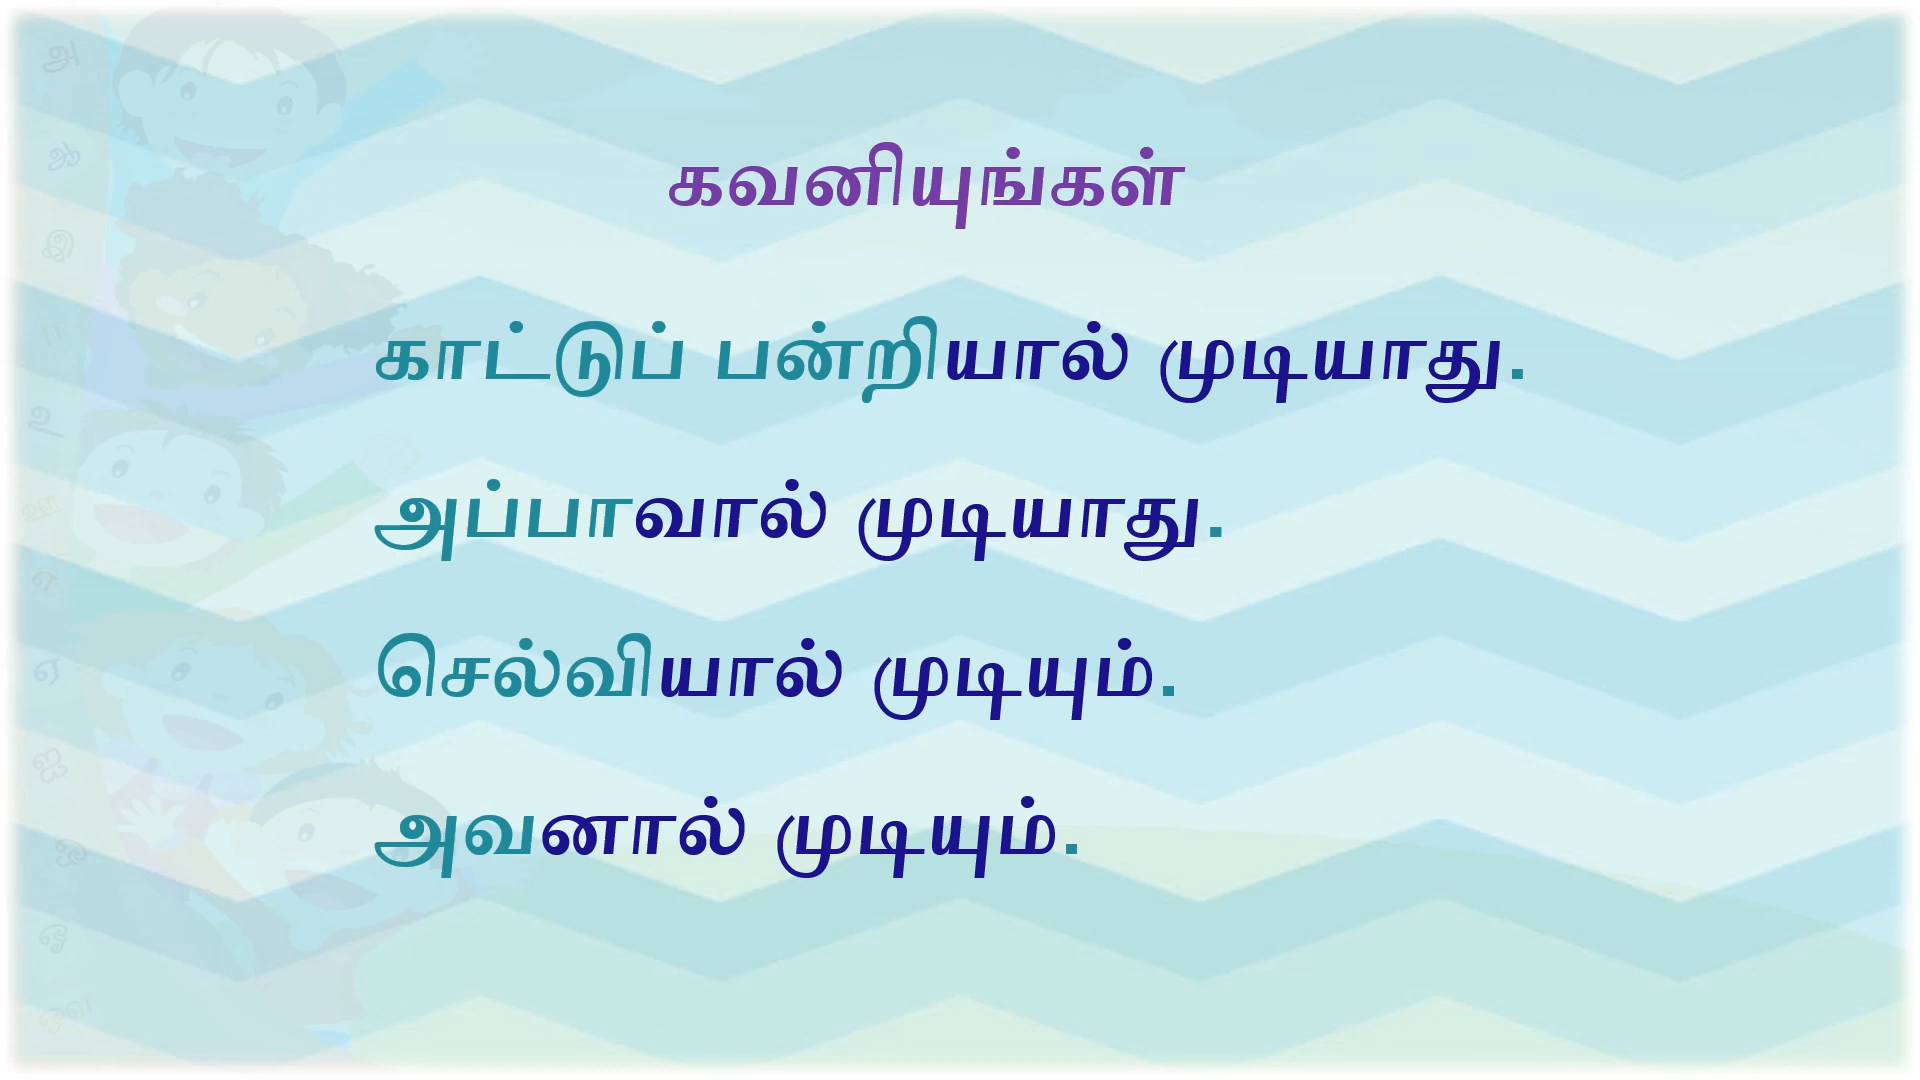 கவனியுங்கள்
காட்டுப் பன்றியால் முடியாது.
அப்பாவால் முடியாது.
செல்வியால் முடியும்.
அவனால் முடியும்.
அ
ஆ
இ
ஈ
உ
ஊ
எ
ஏ
ஐ
ஒ
ஓ
ஔ